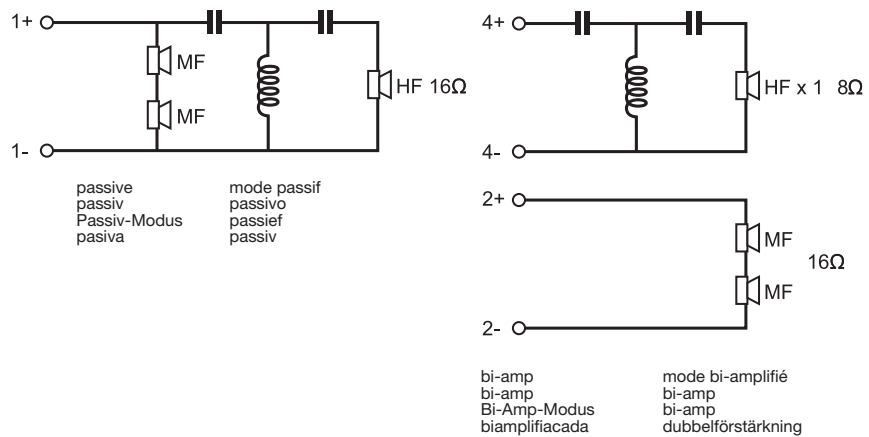 1+
MF
MF
HF 16Ω
1-
passive
passiv
Passiv-Modus
pasiva
mode passif
passivo
passief
passiv
4+
HF x 1 8Ω
4-
2+
MF
16Ω
MF
2-
bi-amp
bi-amp
Bi-Amp-Modus
biamplifiacada
mode bi-amplifié
bi-amp
bi-amp
dubbelförstärkning